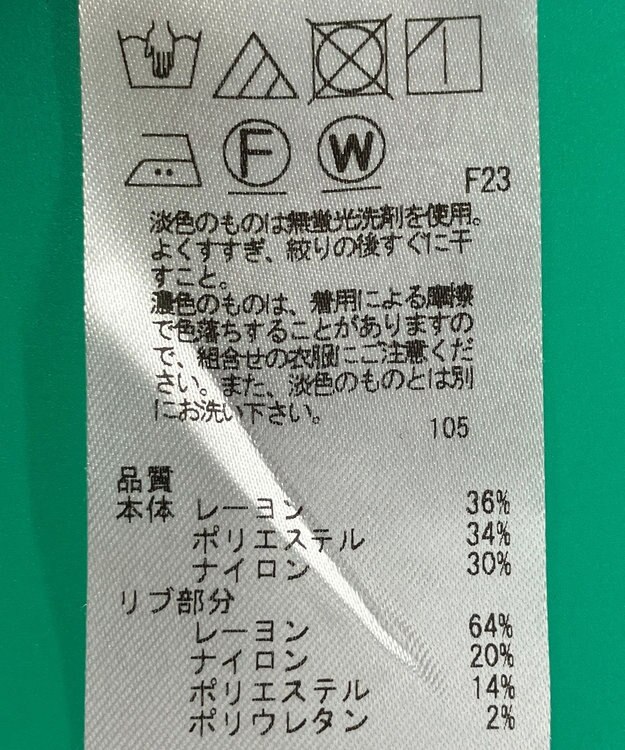 F W
F23
淡色のものは無蛍光洗剤を使用。
よくすすぎ、絞りの後すぐに干
すこと。
濃色のものは、着用による摩擦
で色落ちすることがありますの
で、組合せの衣服にご注意くだ
さい。また、淡色のものとは別
にお洗い下さい。
105
品質
本体 レーヨン 36%
ポリエステル 34%
ナイロン 30%
リブ部分
レーヨン 64%
ナイロン 20%
ポリエステル 14%
ポリウレタン 2%